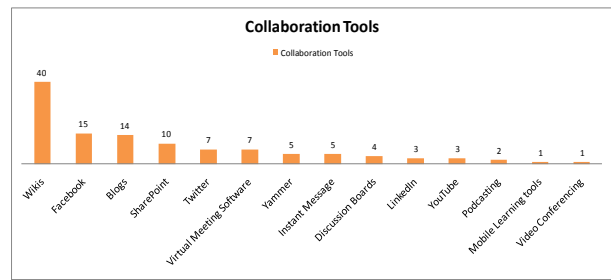 Collaboration Tools
Collaboration Tools
40
15
14
10
7
7
5
5
4
3
3
2
1
1
Wikis
Facebook
Blogs
SharePoint
Twitter
Virtual Meeting Software
Yammer
Instant Message
Discussion Boards
LinkedIn
YouTube
Podcasting
Mobile Learning tools
Video Conferencing